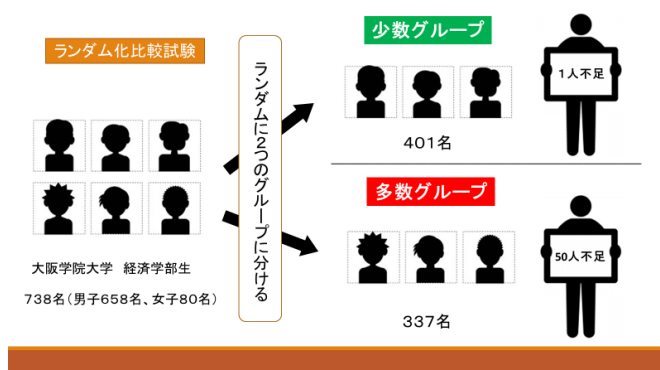 ランダム化比較試験
大阪学院大学 経済学部生
738名(男子658名、女子80名)
ランダムに2つのグループに分ける
少数グループ
401名
1人不足
多数グループ
337名
50人不足